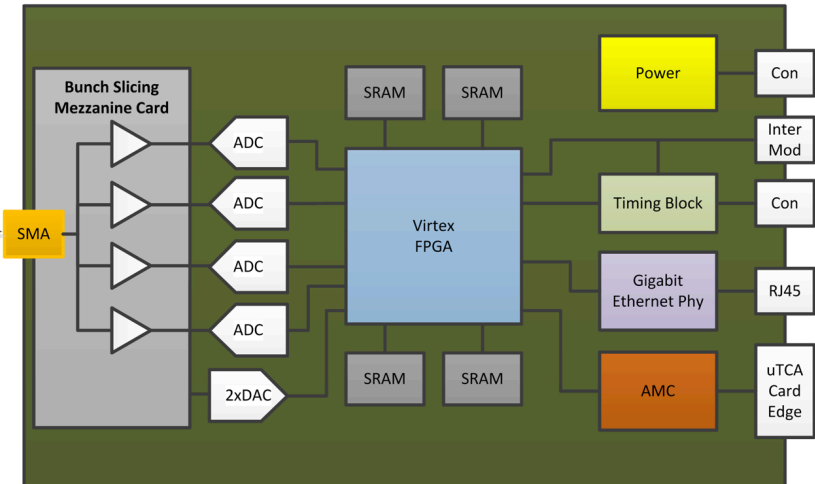 Bunch Slicing
Mezzanine Card
SMA
ADC
ADC
ADC
ADC
2xDAC
SRAM
SRAM
Virtex
FPGA
SRAM
SRAM
Power
Con
Inter
Mod
Timing Block
Con
Gigabit
Ethernet Phy
RJ45
AMC
uTCA
Card
Edge